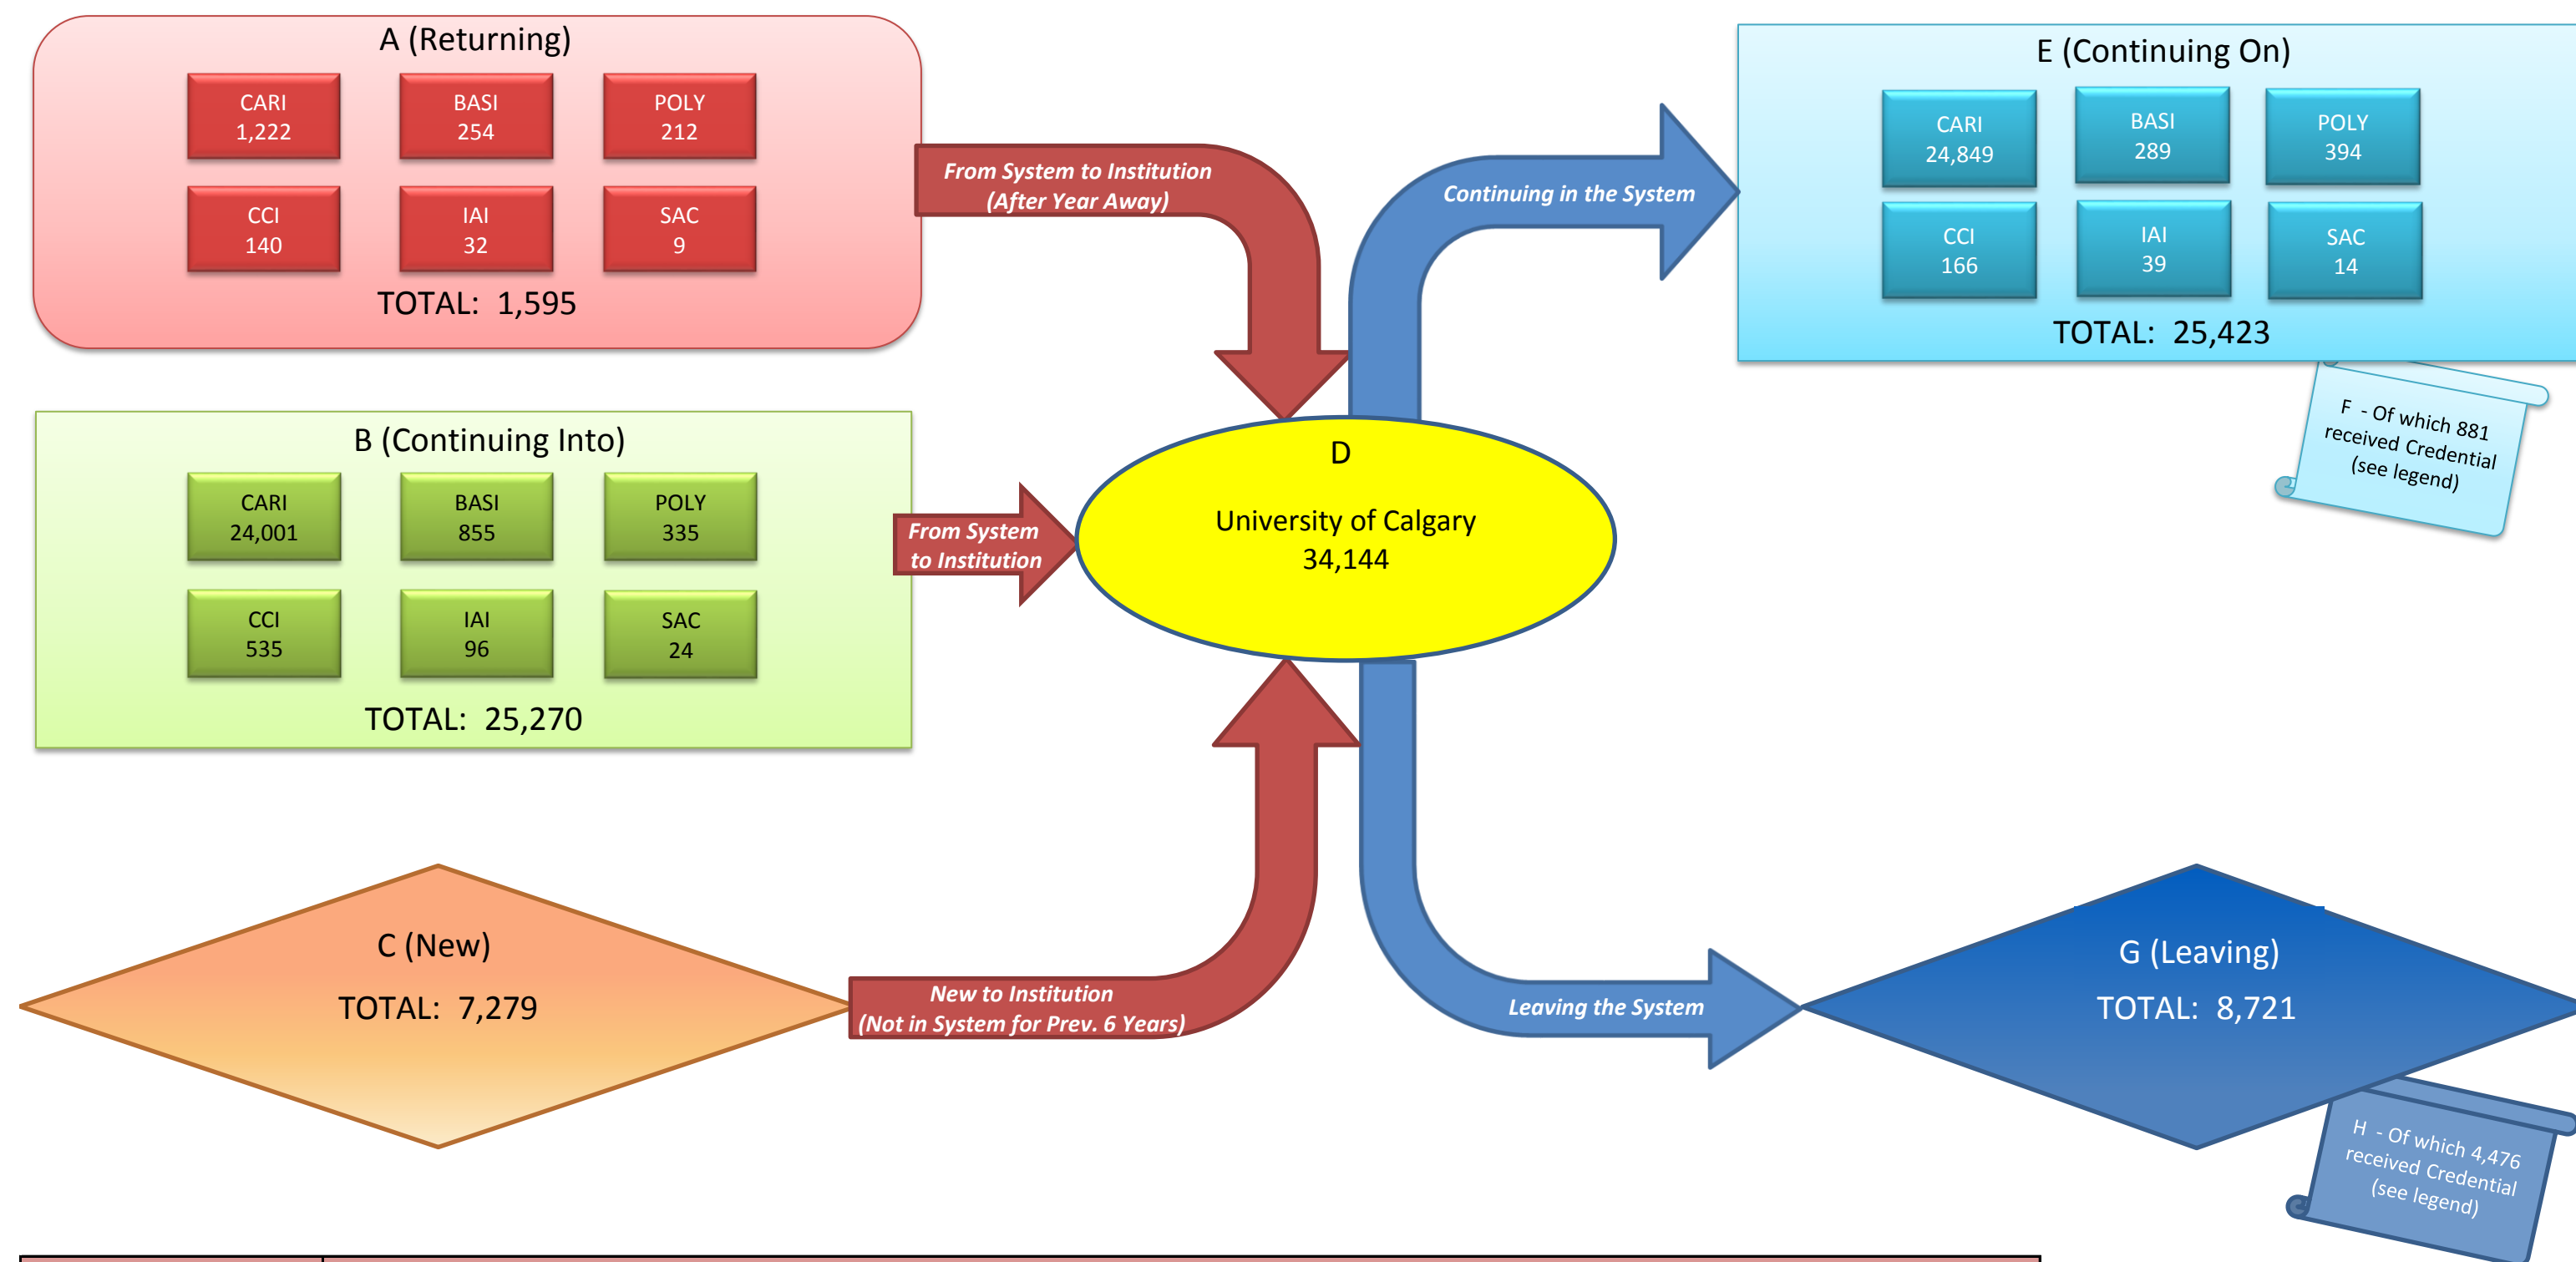 A (Returning)
CARI
1,222
BASI
254
POLY
212
CCI
140
IAI
32
SAC
9
TOTAL: 1,595
From System to Institution
(After Year Away)
Continuing in the System
E (Continuing On)
CARI
24,849
BASI
289
POLY
394
CCI
166
IAI
39
SAC
14
TOTAL: 25,423
F - Of which 881
received Credential
(see legend)
B (Continuing Into)
CARI
24,001
BASI
855
POLY
335
CCI
535
IAI
96
SAC
24
TOTAL: 25,270
From System
to Institution
D
University of Calgary
34,144
C (New)
TOTAL: 7,279
New to Institution
(Not in System for Prev. 6 Years)
Leaving the System
G (Leaving)
TOTAL: 8,721
H - Of which 4,476
received Credential
(see legend)